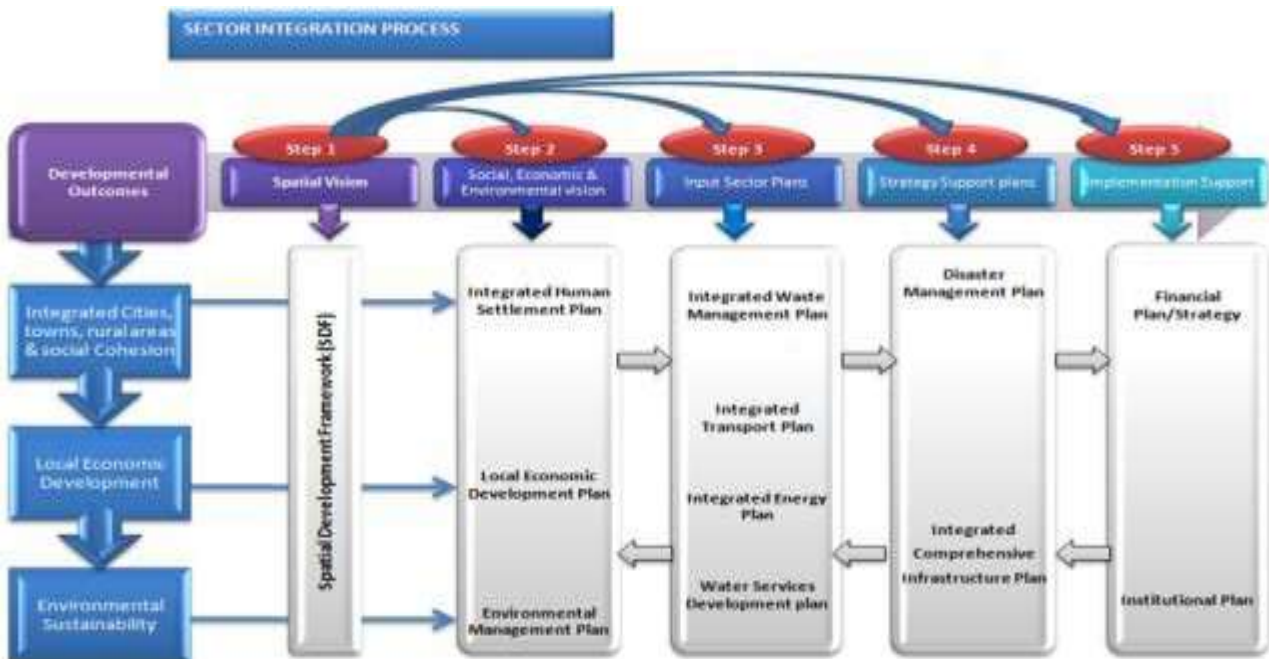 SECTOR INTEGRATION PROCESS
Developmental
Outcomes
Step 1
Spatial Vision
Step 2
Social, Economic &
Environmental vision
Step 3
Input Sector Plans
Step 4
Strategy Support plans
Step 5
Implementation Support
Integrated Cities,
towns, rural areas
& social Cohesion
Local Economic
Development
Environmental
Sustainability
Spatial Development Framework (SDF)
Integrated Human
Settlement Plan
Local Economic
Development Plan
Environmental
Management Plan
Integrated Waste
Management Plan
Integrated
Transport Plan
Integrated Energy
Plan
Water Services
Development plan
Disaster
Management Plan
Integrated
Comprehensive
Infrastructure Plan
Financial
Plan/Strategy
Institutional Plan